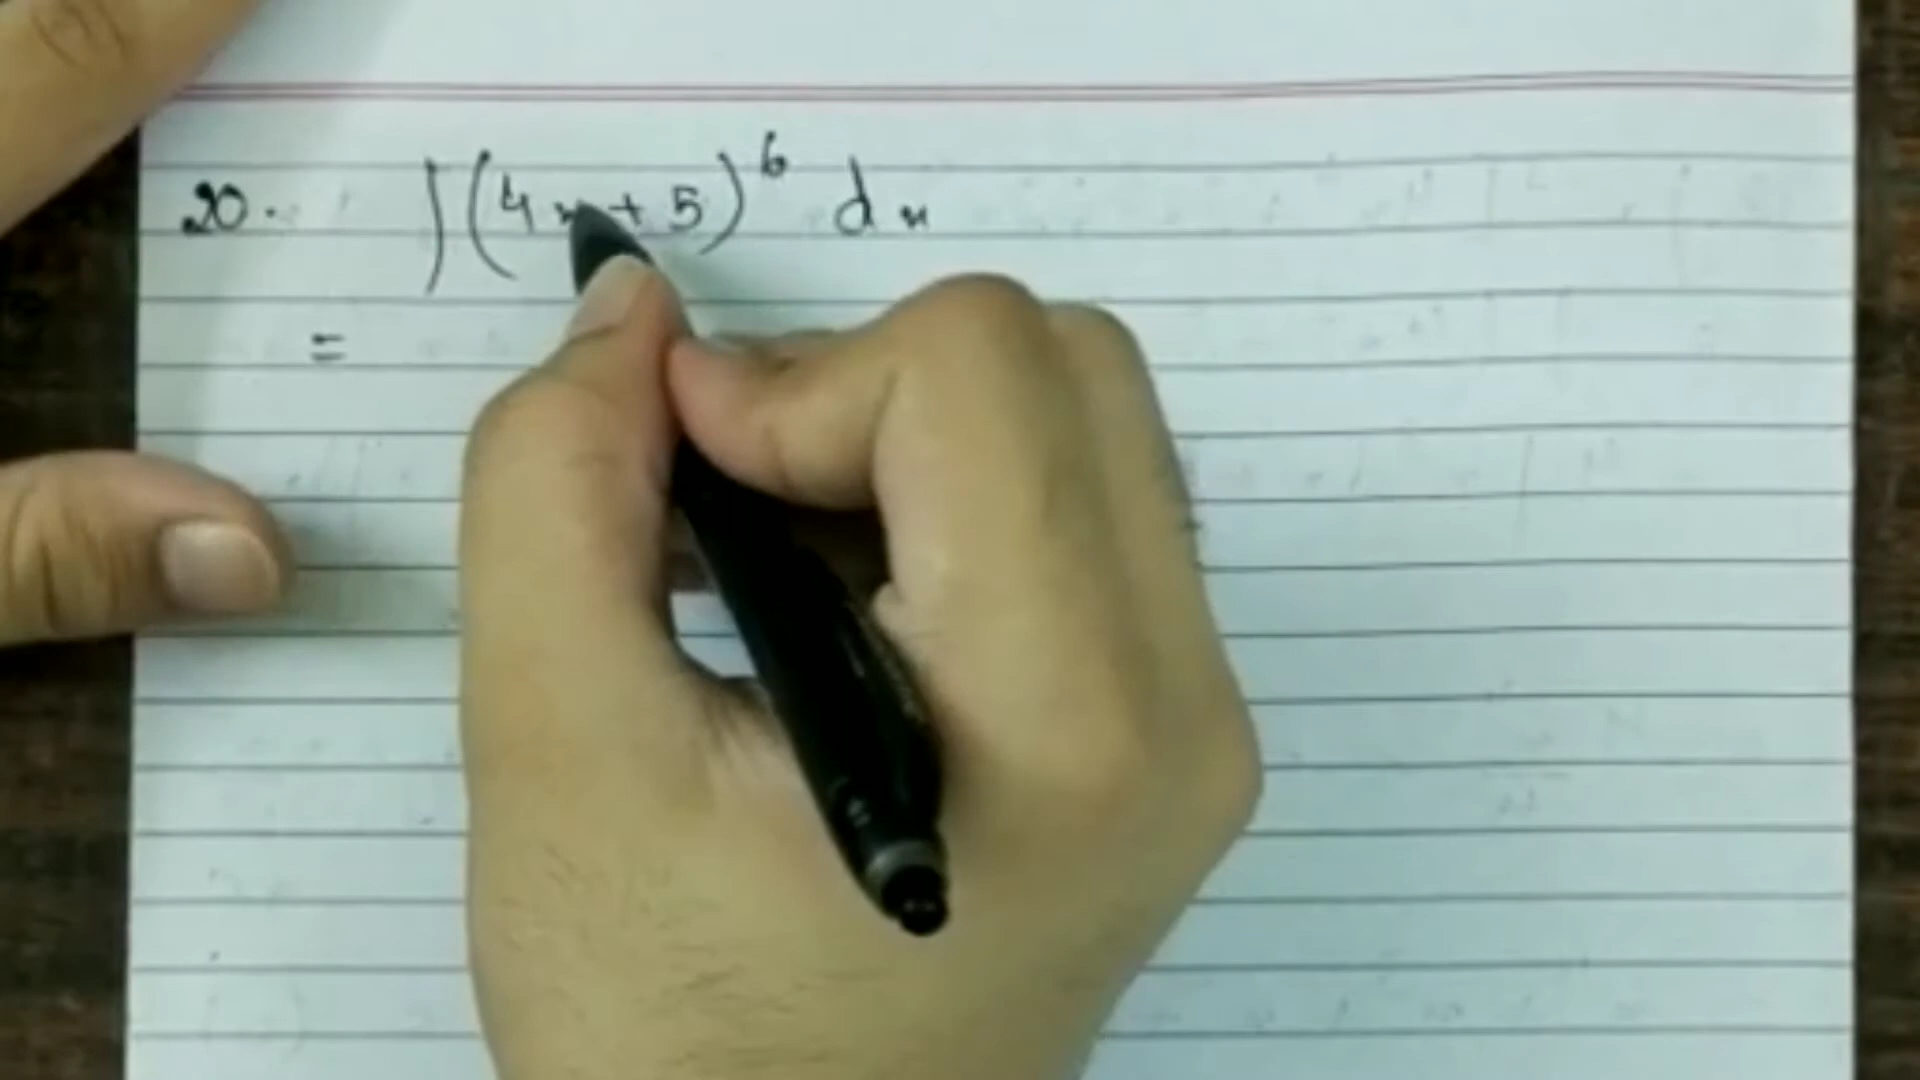 20. ∫(4x+5)⁶ dx
=